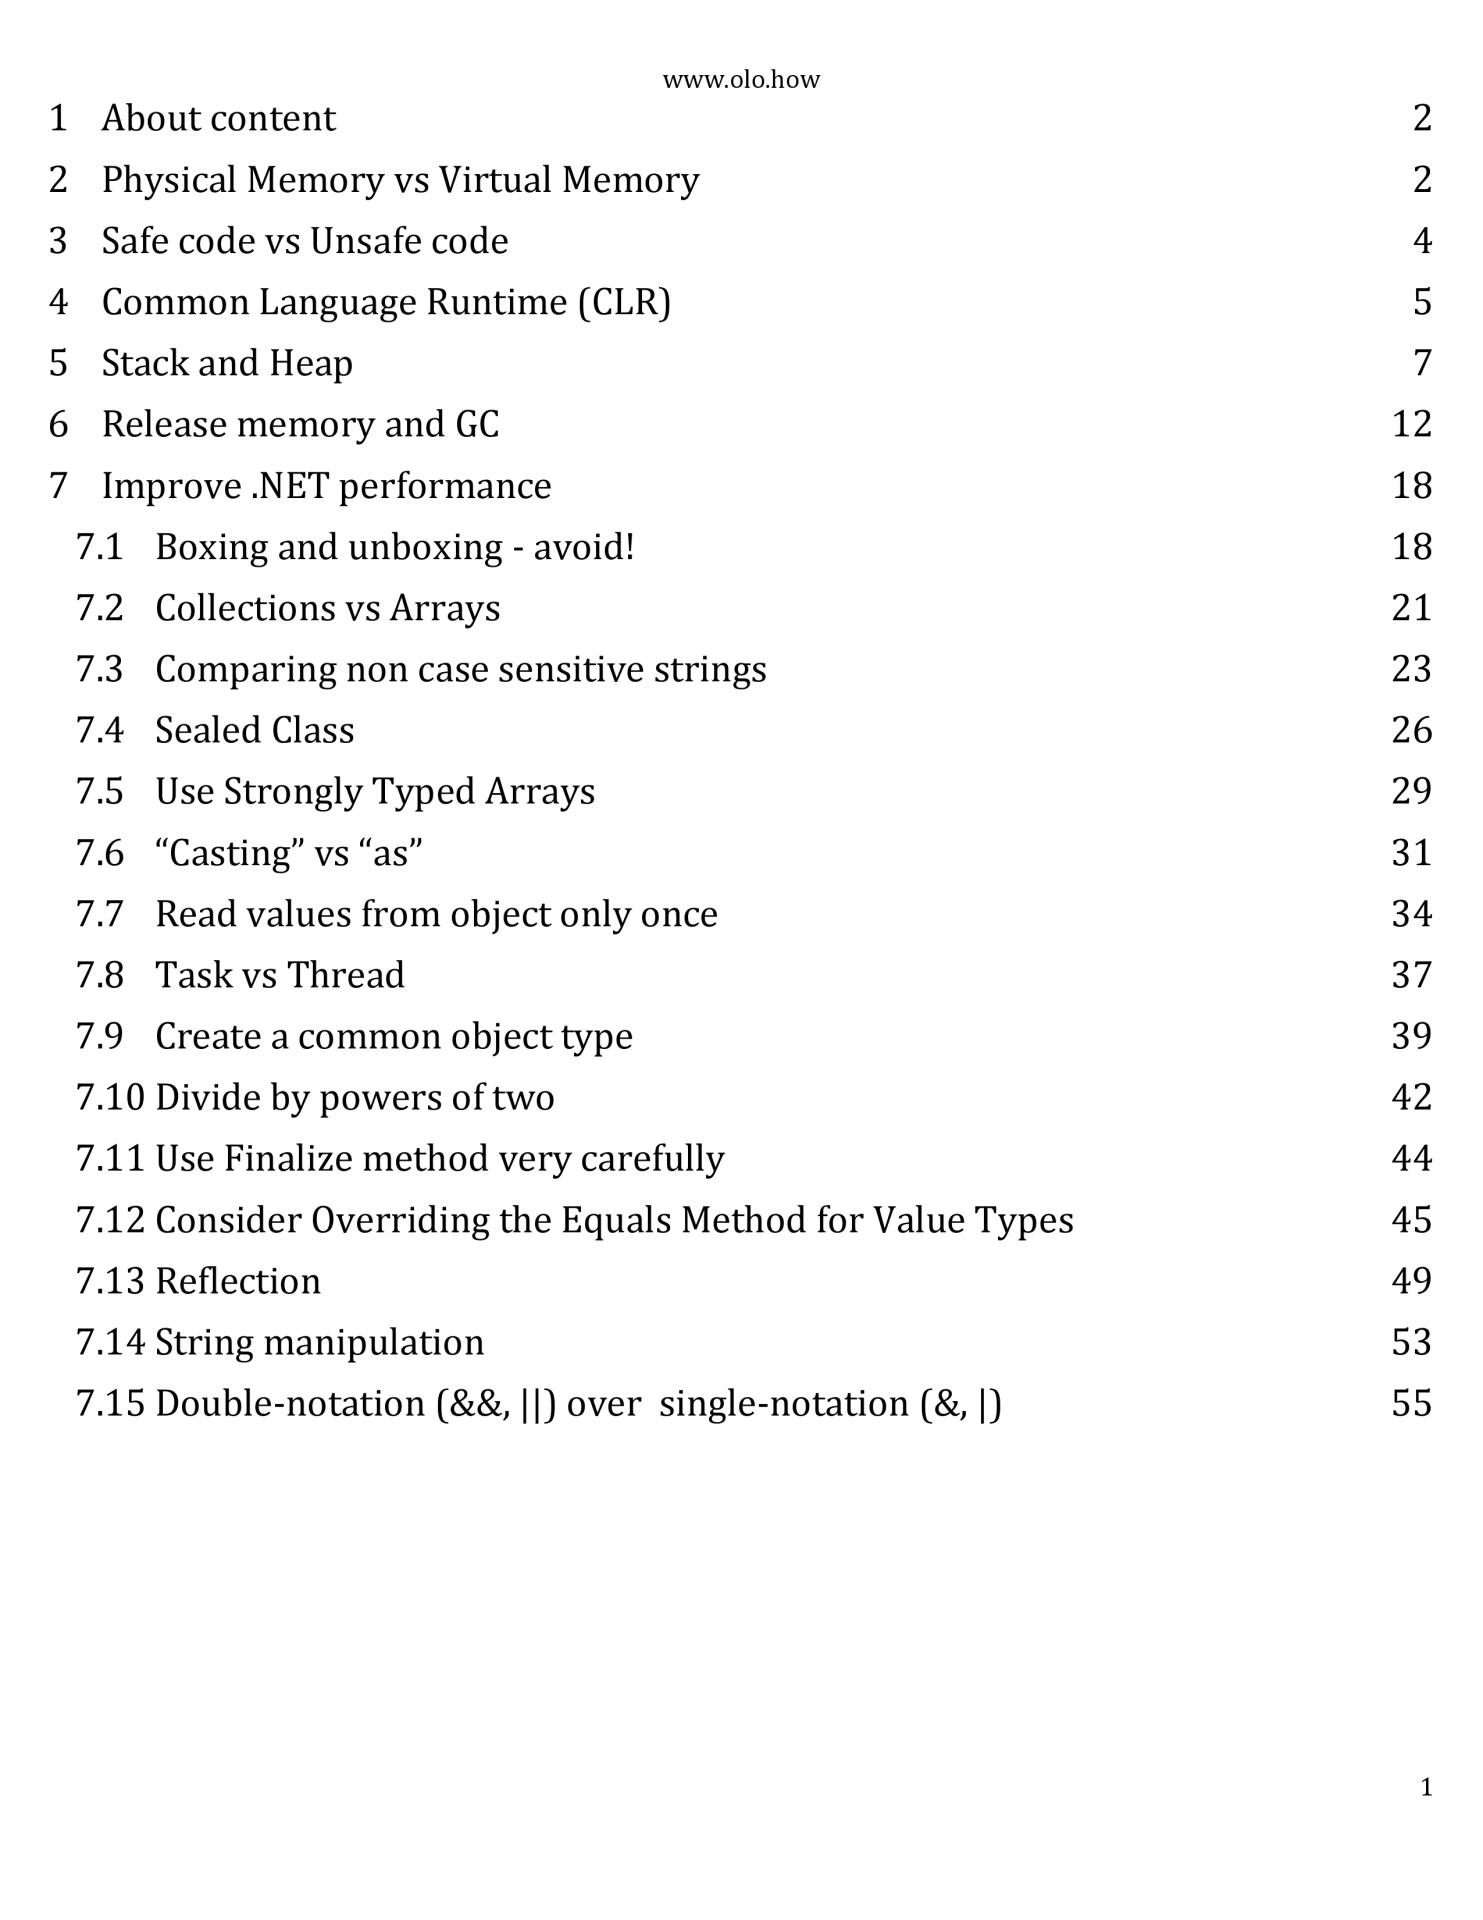 www.olo.how
1 About content 2
2 Physical Memory vs Virtual Memory 2
3 Safe code vs Unsafe code 4
4 Common Language Runtime (CLR) 5
5 Stack and Heap 7
6 Release memory and GC 12
7 Improve .NET performance 18
7.1 Boxing and unboxing - avoid! 18
7.2 Collections vs Arrays 21
7.3 Comparing non case sensitive strings 23
7.4 Sealed Class 26
7.5 Use Strongly Typed Arrays 29
7.6 “Casting” vs “as” 31
7.7 Read values from object only once 34
7.8 Task vs Thread 37
7.9 Create a common object type 39
7.10 Divide by powers of two 42
7.11 Use Finalize method very carefully 44
7.12 Consider Overriding the Equals Method for Value Types 45
7.13 Reflection 49
7.14 String manipulation 53
7.15 Double-notation (&&, ||) over  single-notation (&, |) 55
1